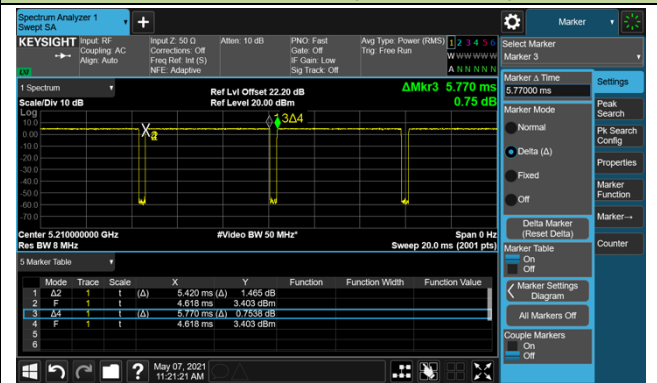 Spectrum Analyzer 1
Swept SA
Marker
KEYSIGHT
Input: RF
Coupling: AC
Align: Auto
Input Z: 50 Ω
Corrections: Off
Freq Ref: Int (S)
NFE: Adaptive
Atten: 10 dB
PNO: Fast
Gate: Off
IF Gain: Low
Sig Track: Off
Avg Type: Power (RMS)
Trig: Free Run
1 2 3 4 5 6
W W W W W W
A N N N N N
Select Marker
Marker 3
1 Spectrum
Scale/Div 10 dB
Ref Lvl Offset 22.20 dB
Ref Level 20.00 dBm
ΔMkr3 5.770 ms
0.75 dB
Log
10.0
0.00
-10.0
-20.0
-30.0
-40.0
-50.0
-60.0
-70.0
3Δ4
Center 5.210000000 GHz
Res BW 8 MHz
#Video BW 50 MHz*
Span 0 Hz
Sweep 20.0 ms (2001 pts)
5 Marker Table
Mode Trace Scale X Y Function Function Width Function Value
1 Δ2 1 t (Δ) 5.420 ms (Δ) 1.465 dB
2 F 1 t 4.618 ms 3.403 dBm
3 Δ4 1 t (Δ) 5.770 ms (Δ) 0.7538 dB
4 F 1 t 4.618 ms 3.403 dBm
5
6
Marker Δ Time
5.77000 ms
Marker Mode
Normal
Delta (Δ)
Fixed
Off
Delta Marker
(Reset Delta)
Marker Table
On
Off
Marker Settings
Diagram
All Markers Off
Couple Markers
On
Off
Settings
Peak
Search
Pk Search
Config
Properties
Marker
Function
Marker→
Counter
?
May 07, 2021
11:21:21 AM